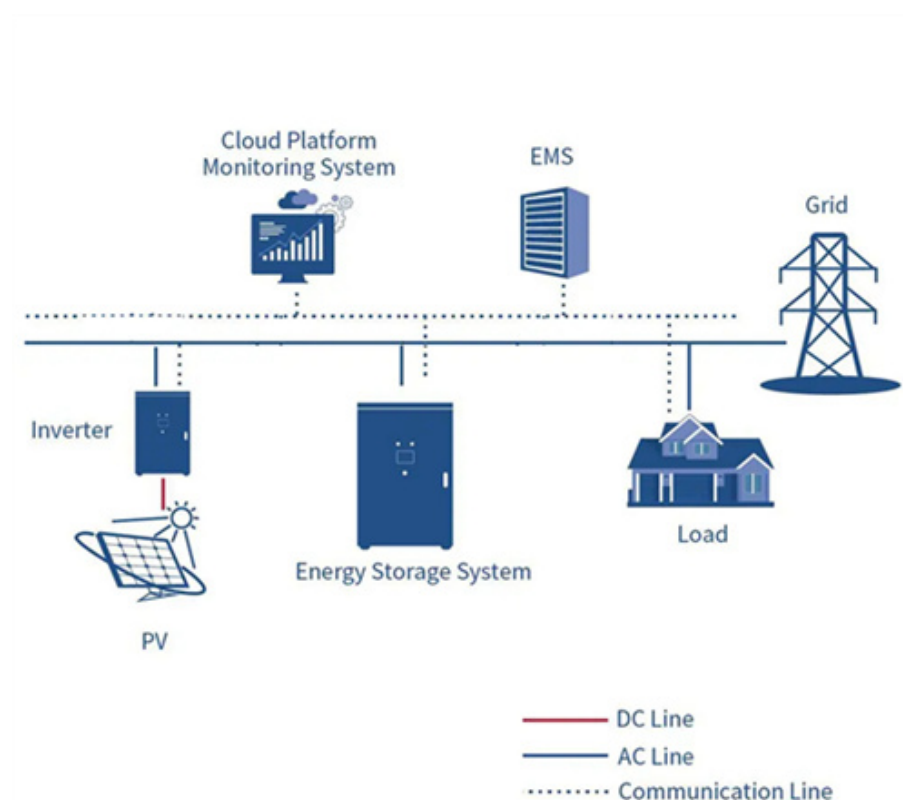 Cloud Platform
Monitoring System
EMS
Grid
Inverter
Load
Energy Storage System
PV
DC Line
AC Line
Communication Line